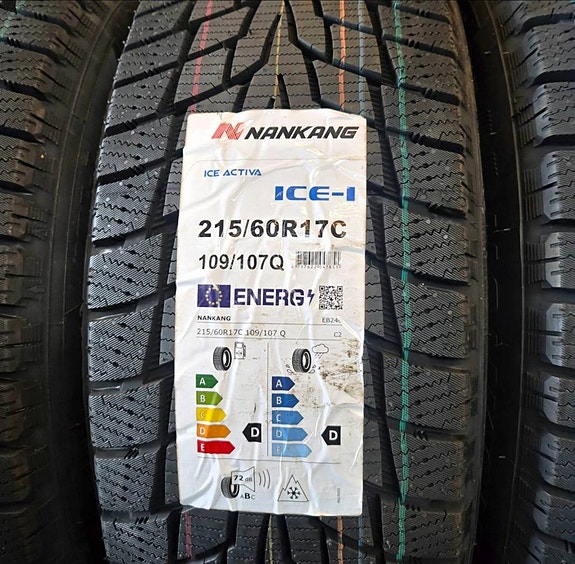 NANKANG
ICE ACTIVA
ICE-1
215/60R17C
109/107Q
ENERG
NANKANG EB24
215/60R17C 109/107 Q C2
A A
B B
C C
D D D D
E E
72 dB
ABC